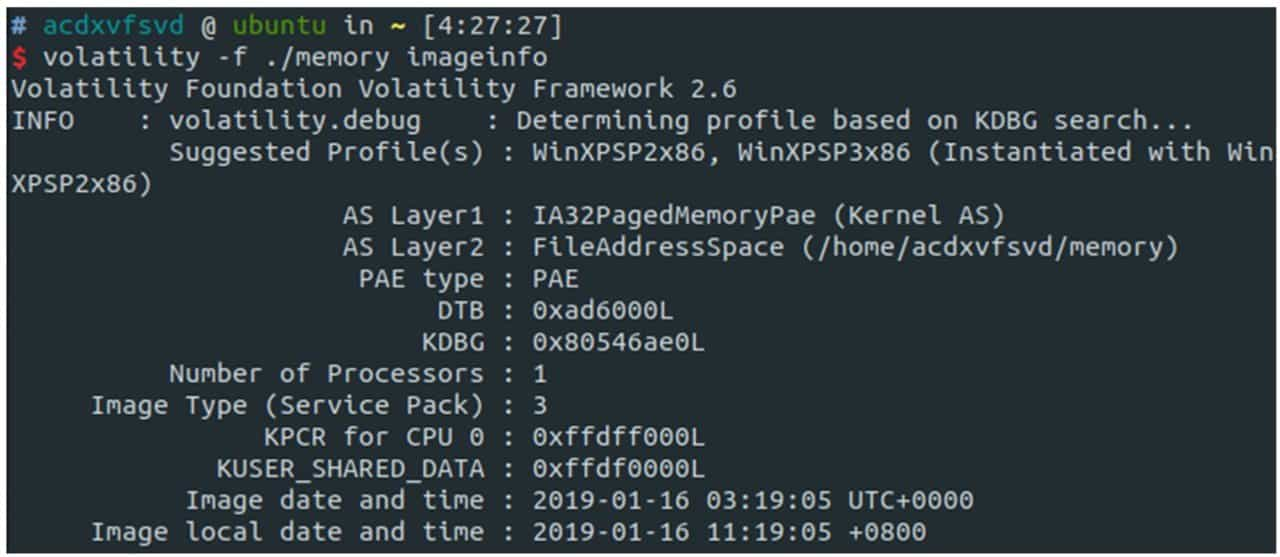 # acdxvfsvd @ ubuntu in ~ [4:27:27]
$ volatility -f ./memory imageinfo
Volatility Foundation Volatility Framework 2.6
INFO    : volatility.debug    : Determining profile based on KDBG search...
          Suggested Profile(s) : WinXPSP2x86, WinXPSP3x86 (Instantiated with Win
XPSP2x86)
                     AS Layer1 : IA32PagedMemoryPae (Kernel AS)
                     AS Layer2 : FileAddressSpace (/home/acdxvfsvd/memory)
                      PAE type : PAE
                           DTB : 0xad6000L
                          KDBG : 0x80546ae0L
          Number of Processors : 1
     Image Type (Service Pack) : 3
                KPCR for CPU 0 : 0xffdff000L
             KUSER_SHARED_DATA : 0xffdf0000L
           Image date and time : 2019-01-16 03:19:05 UTC+0000
     Image local date and time : 2019-01-16 11:19:05 +0800